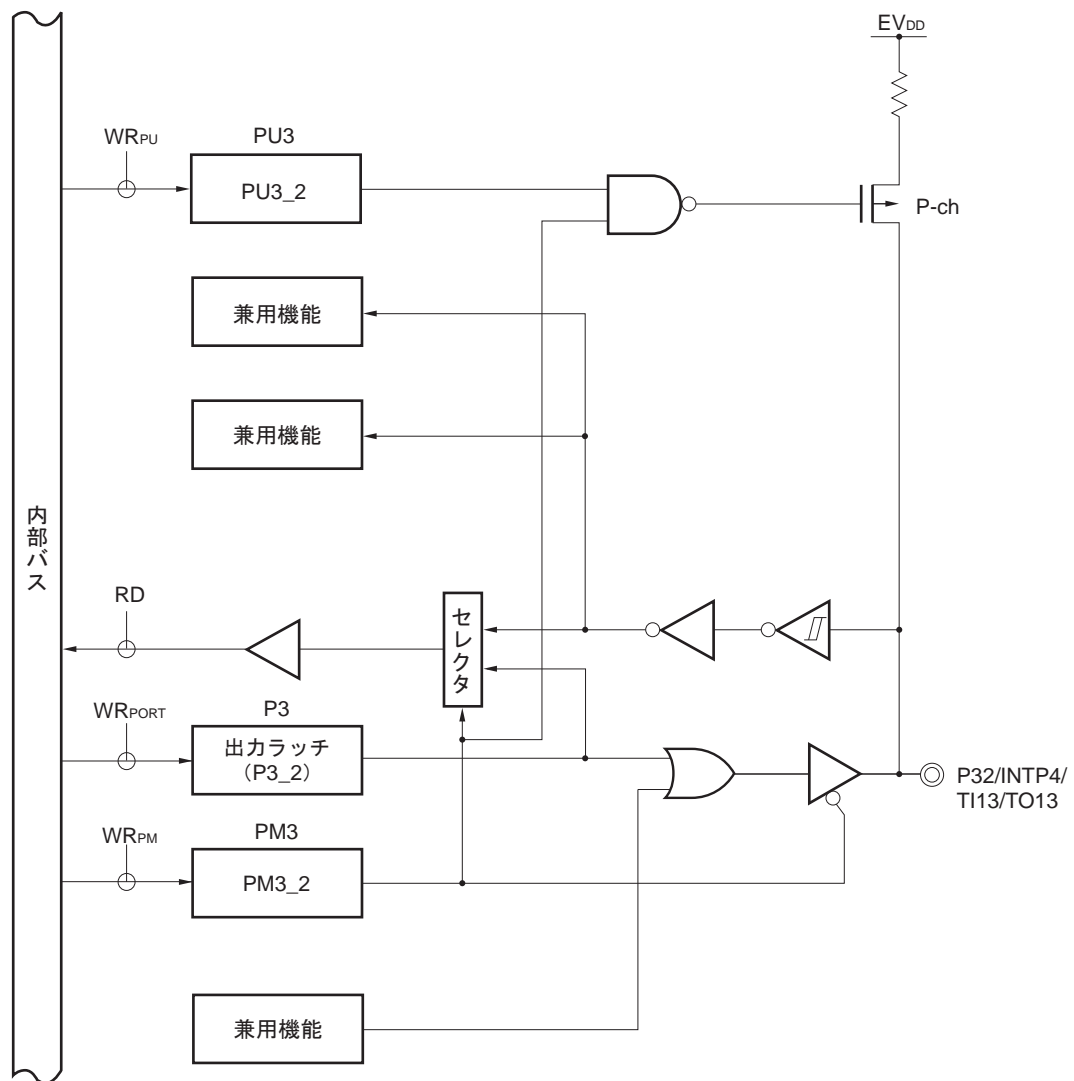 EVDD
WRPU
PU3
PU3_2
P-ch
兼用機能
兼用機能
内部バス
RD
セレクタ
WRPORT
P3
出力ラッチ
（P3_2）
P32/INTP4/
TI13/TO13
WRPM
PM3
PM3_2
兼用機能